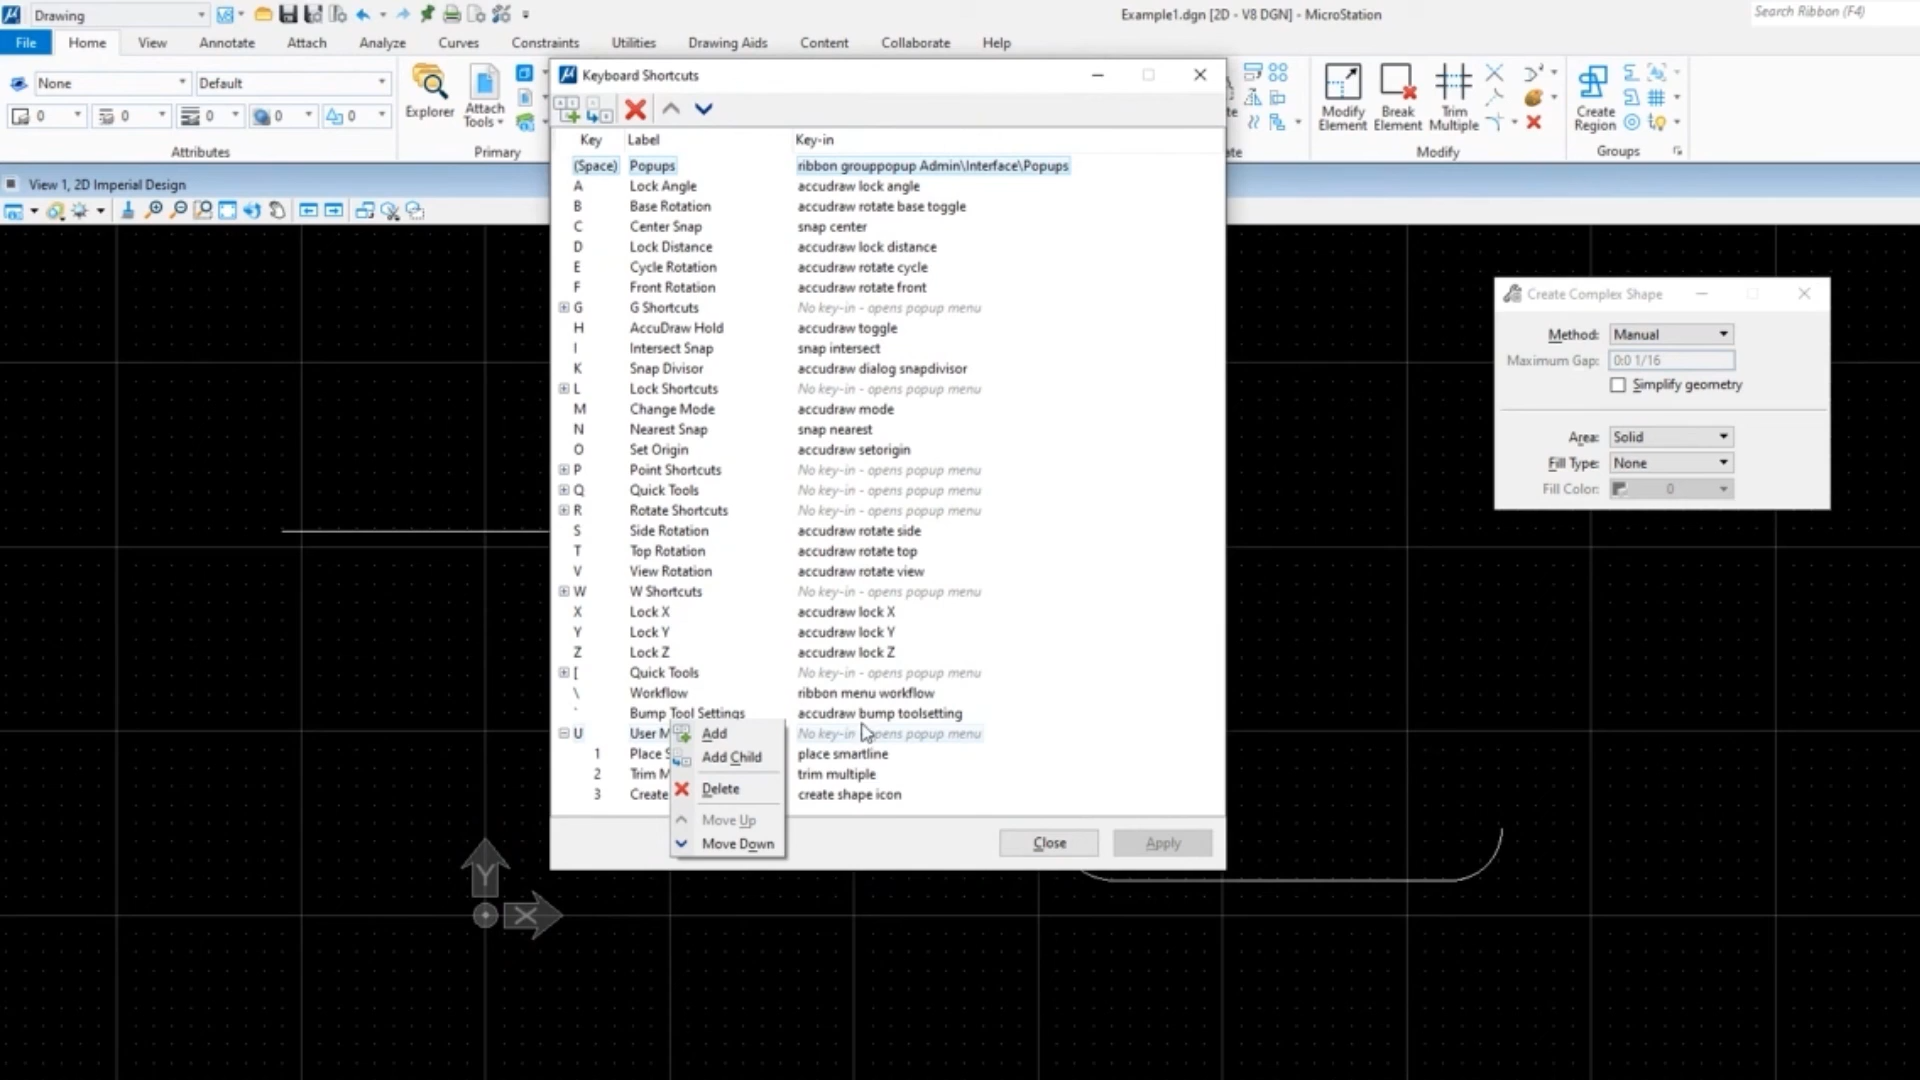 Drawing
Example1.dgn [2D - V8 DGN] - MicroStation
Search Ribbon (F4)
File Home View Annotate Attach Analyze Curves Constraints Utilities Drawing Aids Content Collaborate Help
None Default
0 0 0 0 0
Attributes
Explorer
Attach Tools
Primary
Modify Element
Break Element
Trim Multiple
Modify
Create Region
Groups
View 1, 2D Imperial Design
Keyboard Shortcuts
Key Label Key-in
(Space) Popups ribbon grouppopup Admin\Interface\Popups
A Lock Angle accudraw lock angle
B Base Rotation accudraw rotate base toggle
C Center Snap snap center
D Lock Distance accudraw lock distance
E Cycle Rotation accudraw rotate cycle
F Front Rotation accudraw rotate front
G G Shortcuts No key-in - opens popup menu
H AccuDraw Hold accudraw toggle
I Intersect Snap snap intersect
K Snap Divisor accudraw dialog snapdivisor
L Lock Shortcuts No key-in - opens popup menu
M Change Mode accudraw mode
N Nearest Snap snap nearest
O Set Origin accudraw setorigin
P Point Shortcuts No key-in - opens popup menu
Q Quick Tools No key-in - opens popup menu
R Rotate Shortcuts No key-in - opens popup menu
S Side Rotation accudraw rotate side
T Top Rotation accudraw rotate top
V View Rotation accudraw rotate view
W W Shortcuts No key-in - opens popup menu
X Lock X accudraw lock X
Y Lock Y accudraw lock Y
Z Lock Z accudraw lock Z
[ Quick Tools No key-in - opens popup menu
\ Workflow ribbon menu workflow
` Bump Tool Settings accudraw bump toolsetting
U User M No key-in opens popup menu
1 Place S place smartline
2 Trim M trim multiple
3 Create create shape icon
Add
Add Child
Delete
Move Up
Move Down
Close Apply
Create Complex Shape
Method: Manual
Maximum Gap: 0:0 1/16
Simplify geometry
Area: Solid
Fill Type: None
Fill Color: 0
Y
X